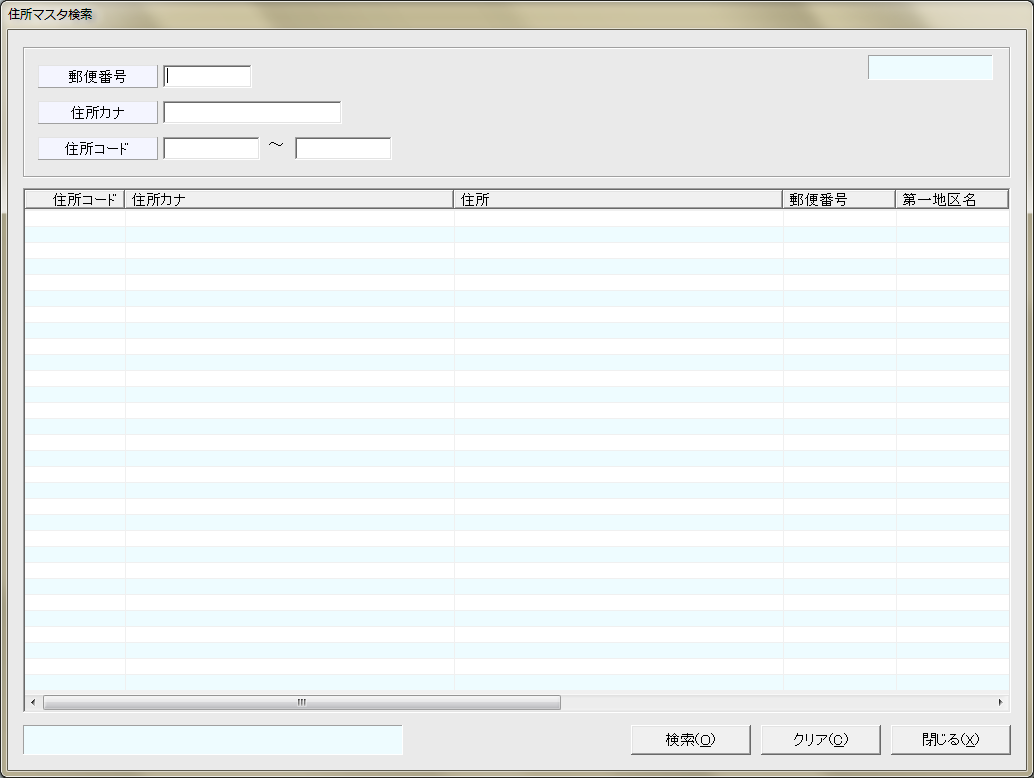 住所マスタ検索
郵便番号
住所カナ
住所コード ～
住所コード 住所カナ 住所 郵便番号 第一地区名
検索(O) クリア(C) 閉じる(X)